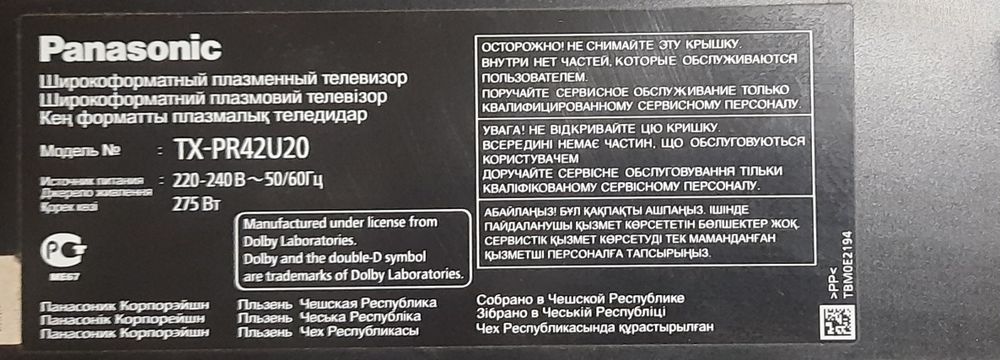 Panasonic
Широкоформатный плазменный телевизор
Широкоформатний плазмовий телевізор
Кең форматты плазмалық теледидар
Модель № : TX-PR42U20
Источник питания : 220-240 В ~ 50/60Гц
Джерело живлення
Қорек көзі 275 Вт
Manufactured under license from
Dolby Laboratories.
Dolby and the double-D symbol
are trademarks of Dolby Laboratories.
РС
ME67
Панасоник Корпорэйшн Пльзень Чешская Республика
Панасонік Корпорейшн Пльзень Чеська Республіка
Панасоник Корпорэйшн Пльзень Чех Республикасы
ОСТОРОЖНО! НЕ СНИМАЙТЕ ЭТУ КРЫШКУ.
ВНУТРИ НЕТ ЧАСТЕЙ, КОТОРЫЕ ОБСЛУЖИВАЮТСЯ
ПОЛЬЗОВАТЕЛЕМ.
ПОРУЧАЙТЕ СЕРВИСНОЕ ОБСЛУЖИВАНИЕ ТОЛЬКО
КВАЛИФИЦИРОВАННОМУ СЕРВИСНОМУ ПЕРСОНАЛУ.
УВАГА! НЕ ВІДКРИВАЙТЕ ЦЮ КРИШКУ.
ВСЕРЕДИНІ НЕМАЄ ЧАСТИН, ЩО ОБСЛУГОВУЮТЬСЯ
КОРИСТУВАЧЕМ
ДОРУЧАЙТЕ СЕРВІСНЕ ОБСЛУГОВУВАННЯ ТІЛЬКИ
КВАЛІФІКОВАНОМУ СЕРВІСНОМУ ПЕРСОНАЛУ.
АБАЙЛАҢЫЗ! БҰЛ ҚАҚПАҚТЫ АШПАҢЫЗ. ІШІНДЕ
ПАЙДАЛАНУШЫ ҚЫЗМЕТ КӨРСЕТЕТІН БӨЛШЕКТЕР ЖОҚ.
СЕРВИСТІК ҚЫЗМЕТ КӨРСЕТУДІ ТЕК МАМАНДАНҒАН
ҚЫЗМЕТШІ ПЕРСОНАЛҒА ТАПСЫРЫҢЫЗ.
Собрано в Чешской Республике
Зібрано в Чеській Республіці
Чех Республикасында құрастырылған
>PP<
TBM0E2194